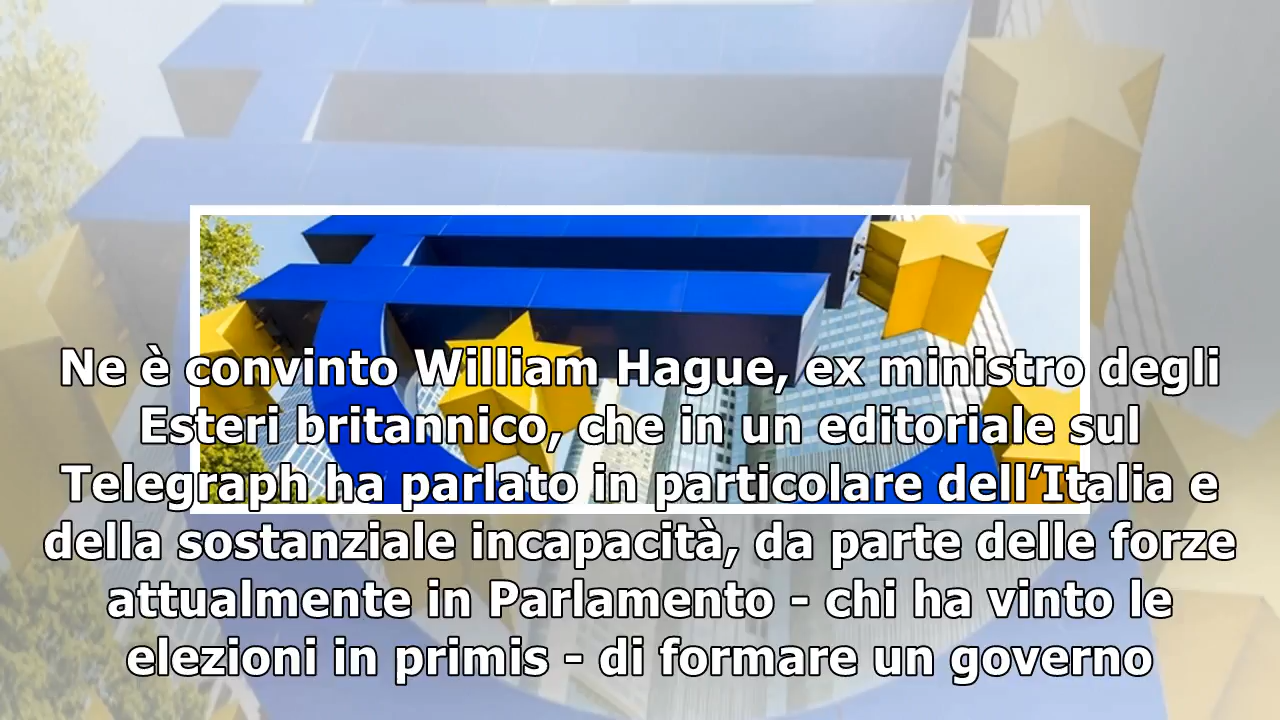 Ne è convinto William Hague, ex ministro degli
Esteri britannico, che in un editoriale sul
Telegraph ha parlato in particolare dell’Italia e
della sostanziale incapacità, da parte delle forze
attualmente in Parlamento - chi ha vinto le
elezioni in primis - di formare un governo